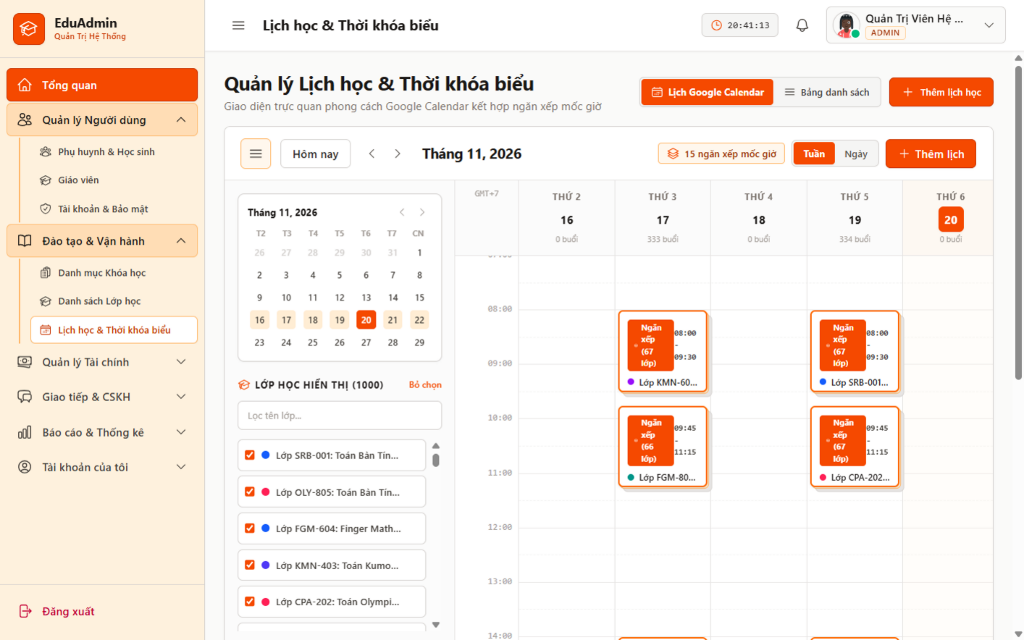 EduAdmin
Quản Trị Hệ Thống
Tổng quan
Quản lý Người dùng
Phụ huynh & Học sinh
Giáo viên
Tài khoản & Bảo mật
Đào tạo & Vận hành
Danh mục Khóa học
Danh sách Lớp học
Lịch học & Thời khóa biểu
Quản lý Tài chính
Giao tiếp & CSKH
Báo cáo & Thống kê
Tài khoản của tôi
Đăng xuất
Lịch học & Thời khóa biểu
20:41:13
Quản Trị Viên Hệ ...
ADMIN
Quản lý Lịch học & Thời khóa biểu
Giao diện trực quan phong cách Google Calendar kết hợp ngăn xếp mốc giờ
Lịch Google Calendar
Bảng danh sách
Thêm lịch học
Hôm nay
Tháng 11, 2026
15 ngăn xếp mốc giờ
Tuần
Ngày
Thêm lịch
Tháng 11, 2026
T2 T3 T4 T5 T6 T7 CN
26 27 28 29 30 31 1
2 3 4 5 6 7 8
9 10 11 12 13 14 15
16 17 18 19 20 21 22
23 24 25 26 27 28 29
LỚP HỌC HIỂN THỊ (1000)
Bỏ chọn
Lọc tên lớp...
Lớp SRB-001: Toán Bàn Tín...
Lớp OLY-805: Toán Bàn Tín...
Lớp FGM-604: Finger Math...
Lớp KMN-403: Toán Kumo...
Lớp CPA-202: Toán Olympi...
GMT+7
THỨ 2
16
0 buổi
THỨ 3
17
333 buổi
THỨ 4
18
0 buổi
THỨ 5
19
334 buổi
THỨ 6
20
0 buổi
07:00
08:00
09:00
10:00
11:00
12:00
13:00
14:00
Ngăn xếp (67 lớp)
08:00 - 09:30
Lớp KMN-60...
Ngăn xếp (66 lớp)
09:45 - 11:15
Lớp FGM-80...
Ngăn xếp (67 lớp)
08:00 - 09:30
Lớp SRB-001...
Ngăn xếp (67 lớp)
09:45 - 11:15
Lớp CPA-202...